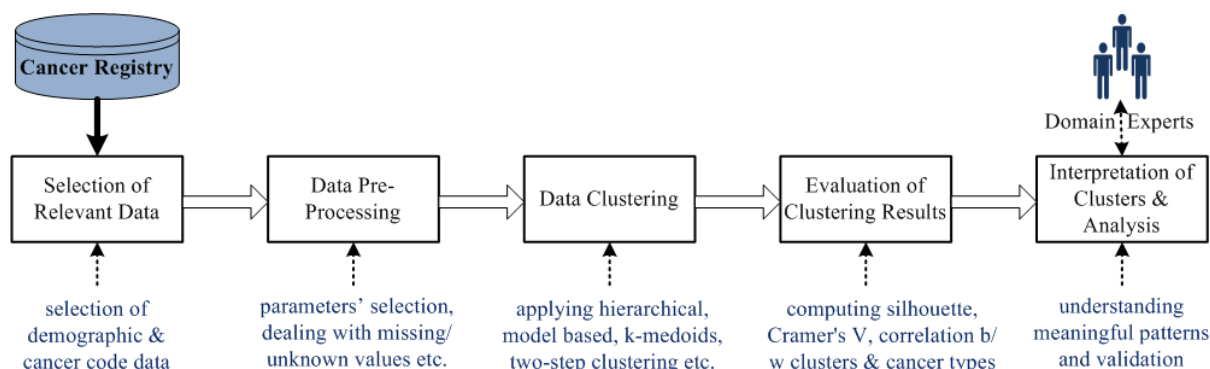 Cancer Registry
Domain Experts
Selection of
Relevant Data
Data Pre-
Processing
Data Clustering
Evaluation of
Clustering Results
Interpretation of
Clusters &
Analysis
selection of
demographic &
cancer code data
parameters’ selection,
dealing with missing/
unknown values etc.
applying hierarchical,
model based, k-medoids,
two-step clustering etc.
computing silhouette,
Cramer's V, correlation b/
w clusters & cancer types
understanding
meaningful patterns
and validation